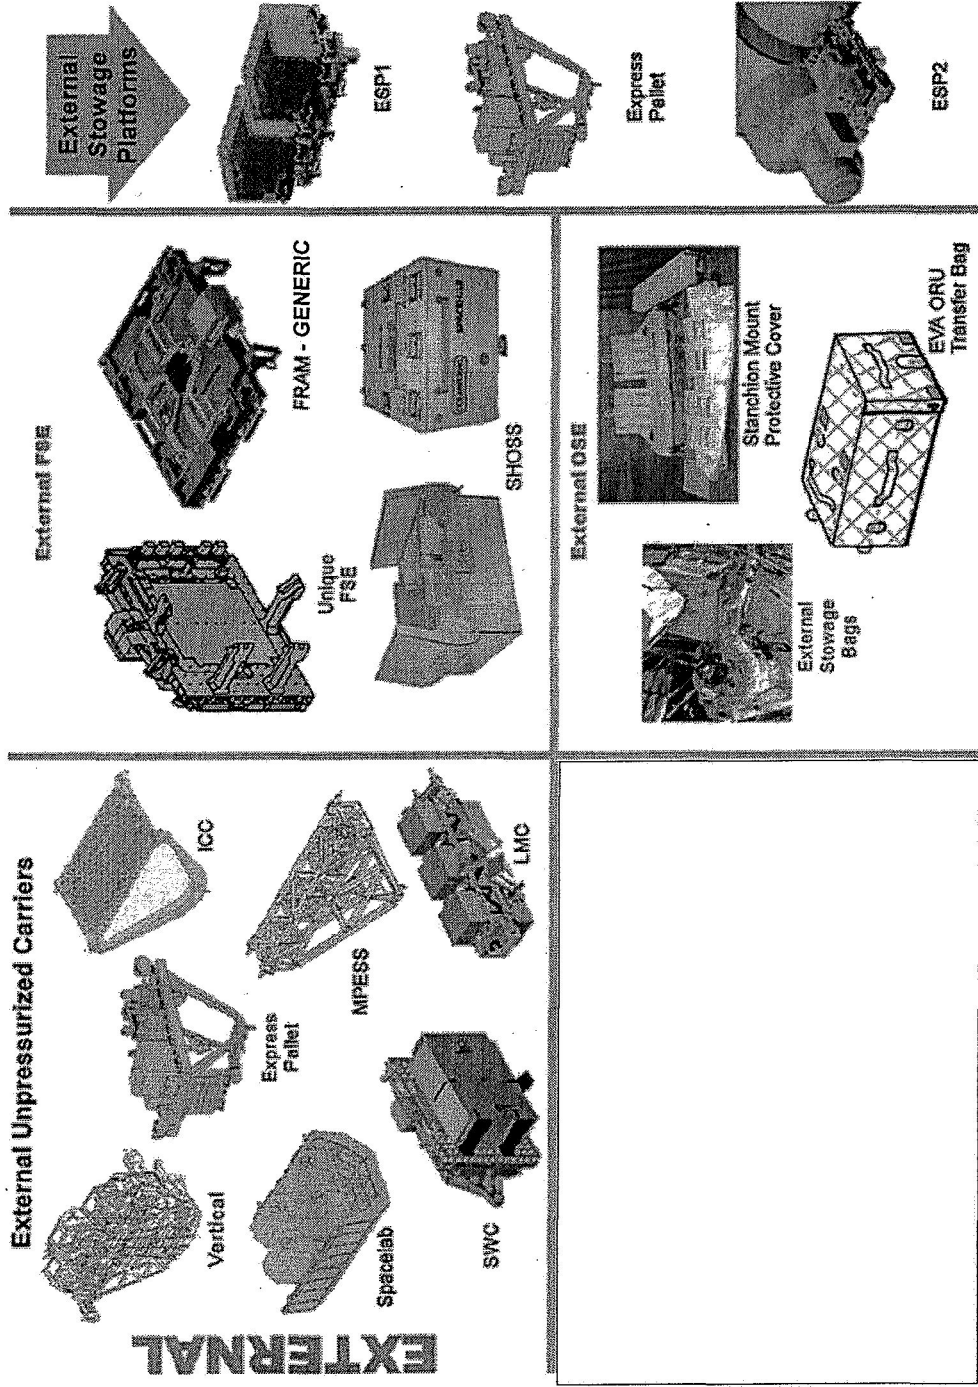 EXTERNAL
External Unpressurized Carriers
Vertical
Express
Pallet
ICC
Spacelab
MPESS
SWC
LMC
External FSE
Unique
FSE
FRAM - GENERIC
SHOSS
SPACEHAB
External OSE
External
Stowage
Bags
Stanchion Mount
Protective Cover
EVA ORU
Transfer Bag
External
Stowage
Platforms
ESP1
Express
Pallet
ESP2